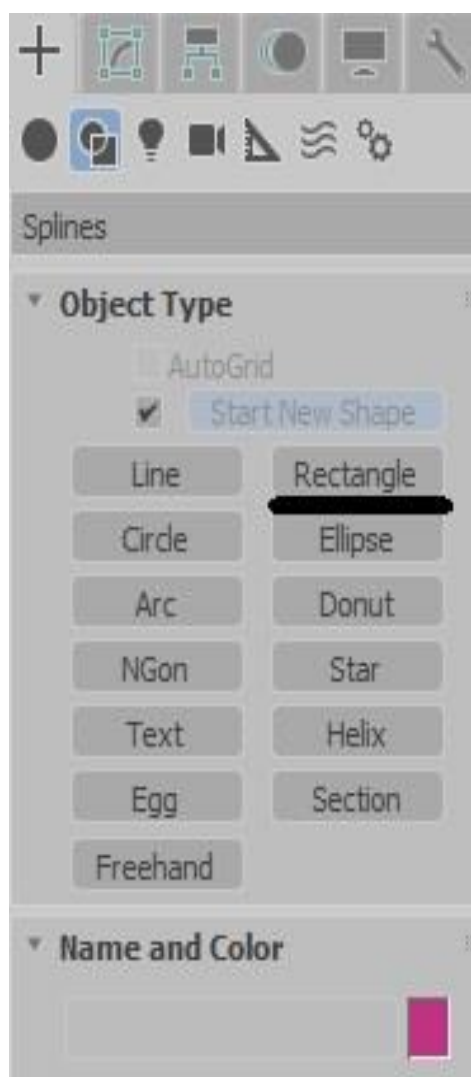 Splines
Object Type
AutoGrid
Start New Shape
Line Rectangle
Circle Ellipse
Arc Donut
NGon Star
Text Helix
Egg Section
Freehand
Name and Color